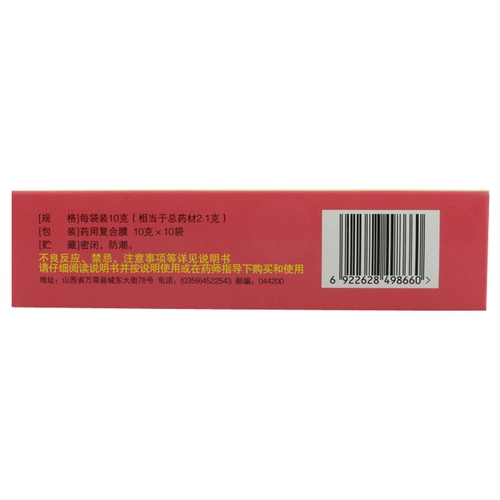 [规　格]每袋装10克（相当于总药材2.1克）
[包　装]药用复合膜 10克×10袋
[贮　藏]密闭，防潮。
不良反应、禁忌、注意事项等详见说明书
请仔细阅读说明书并按说明使用或在药师指导下购买和使用
地址：山西省万荣县城东大街78号 电话：(0359)4522543 邮编：044200
6 922628 498660 >